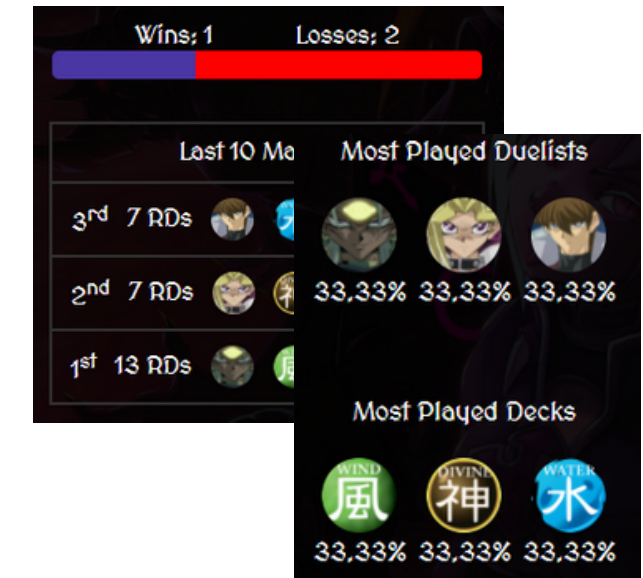 Wins: 1 Losses: 2
Last 10 Ma
3rd 7 RDs
2nd 7 RDs 神
1st 13 RDs
Most Played Duelists
33,33% 33,33% 33,33%
Most Played Decks
WIND DIVINE WATER
風 神 水
33,33% 33,33% 33,33%